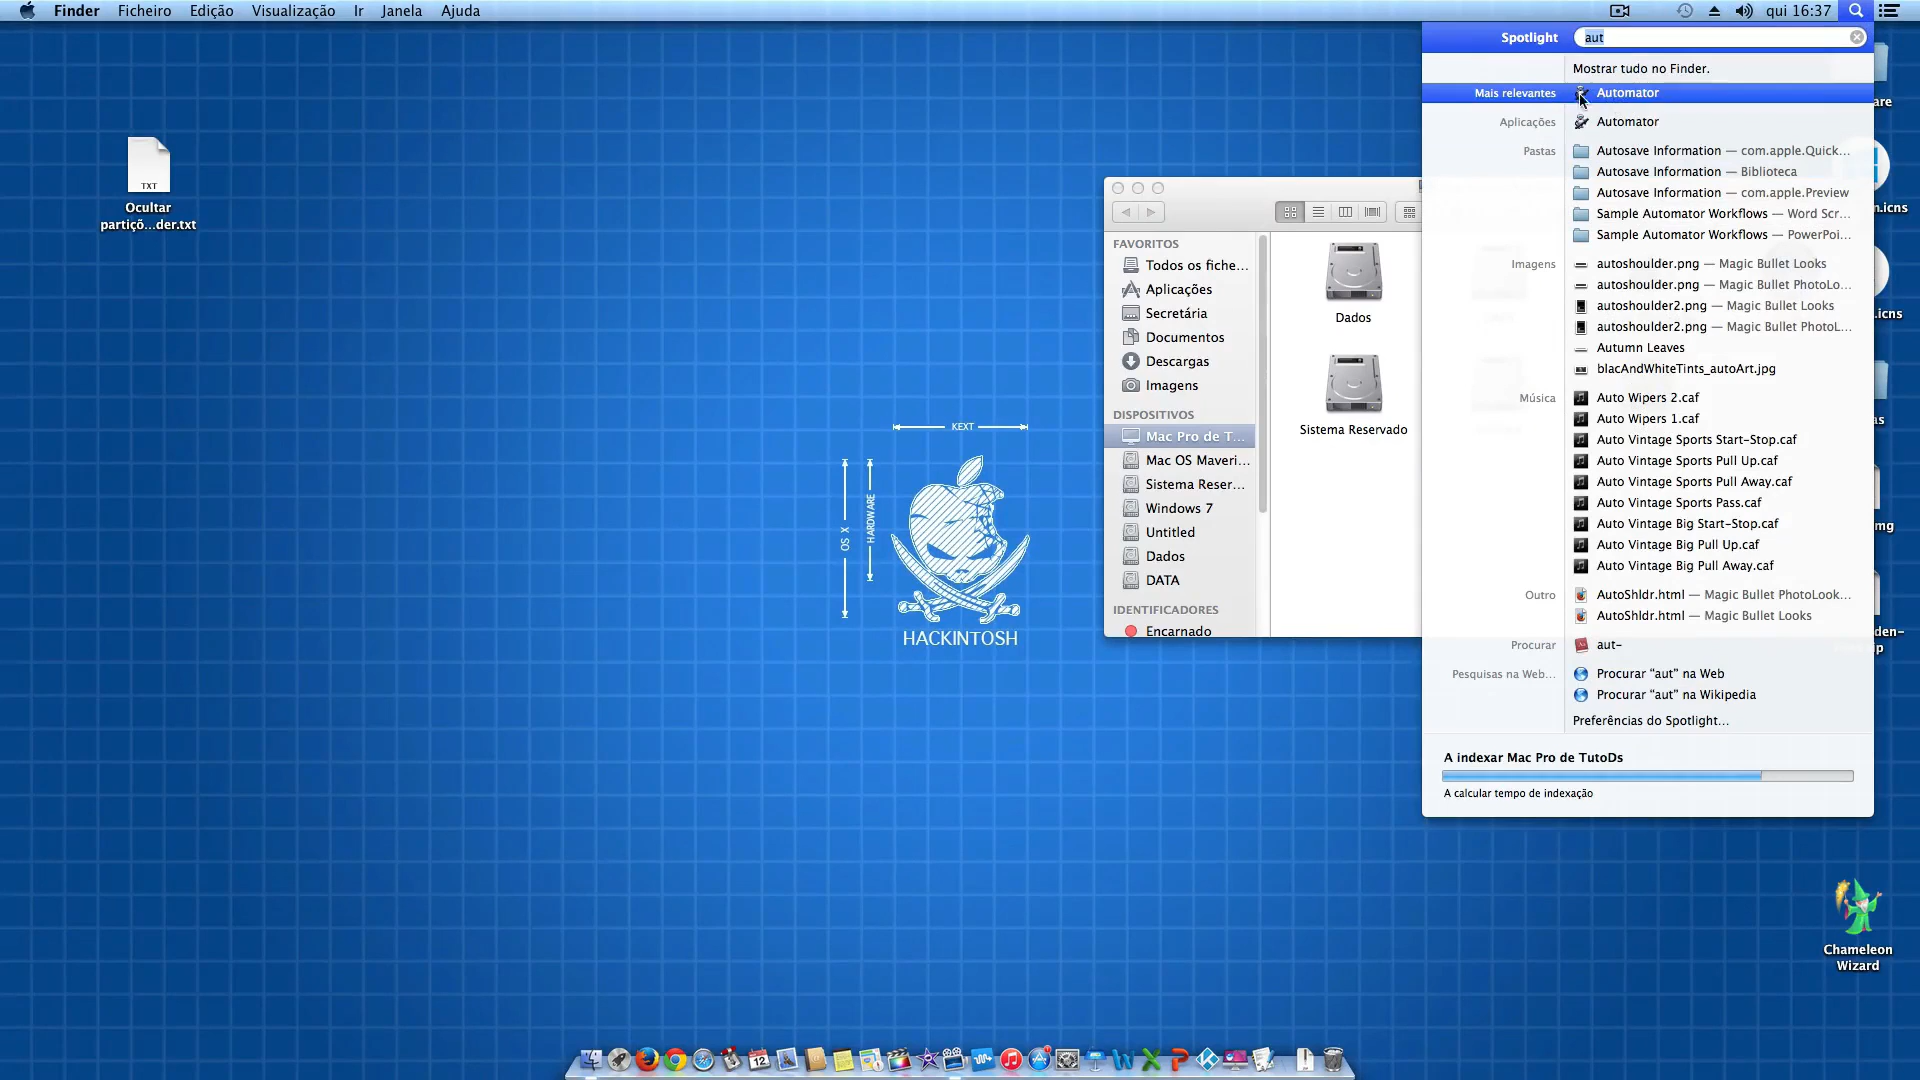 Finder Ficheiro Edição Visualização Ir Janela Ajuda
qui 16:37
Spotlight aut
Mostrar tudo no Finder.
Mais relevantes Automator
Aplicações Automator
Pastas Autosave Information — com.apple.Quick...
Autosave Information — Biblioteca
Autosave Information — com.apple.Preview
Sample Automator Workflows — Word Scr...
Sample Automator Workflows — PowerPoi...
Imagens autoshoulder.png — Magic Bullet Looks
autoshoulder.png — Magic Bullet PhotoLo...
autoshoulder2.png — Magic Bullet Looks
autoshoulder2.png — Magic Bullet PhotoL...
Autumn Leaves
blacAndWhiteTints_autoArt.jpg
Música Auto Wipers 2.caf
Auto Wipers 1.caf
Auto Vintage Sports Start-Stop.caf
Auto Vintage Sports Pull Up.caf
Auto Vintage Sports Pull Away.caf
Auto Vintage Sports Pass.caf
Auto Vintage Big Start-Stop.caf
Auto Vintage Big Pull Up.caf
Auto Vintage Big Pull Away.caf
Outro AutoShldr.html — Magic Bullet PhotoLook...
AutoShldr.html — Magic Bullet Looks
Procurar aut-
Pesquisas na Web... Procurar “aut” na Web
Procurar “aut” na Wikipedia
Preferências do Spotlight...
A indexar Mac Pro de TutoDs
A calcular tempo de indexação
TXT
Ocultar
partiçõ...der.txt
KEXT
OS X
HARDWARE
HACKINTOSH
FAVORITOS
Todos os fiche...
Aplicações
Secretária
Documentos
Descargas
Imagens
DISPOSITIVOS
Mac Pro de T...
Mac OS Maveri...
Sistema Reser...
Windows 7
Untitled
Dados
DATA
IDENTIFICADORES
Encarnado
Dados
Sistema Reservado
Chameleon
Wizard
12